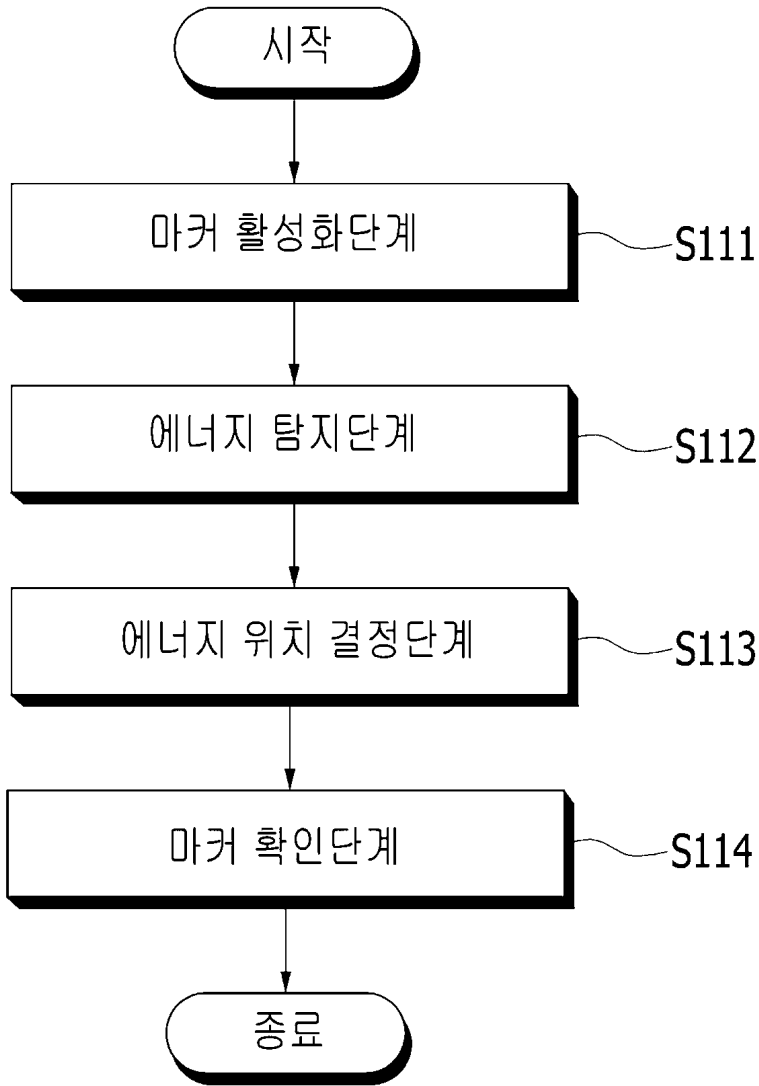 시작
마커 활성화단계
S111
에너지 탐지단계
S112
에너지 위치 결정단계
S113
마커 확인단계
S114
종료